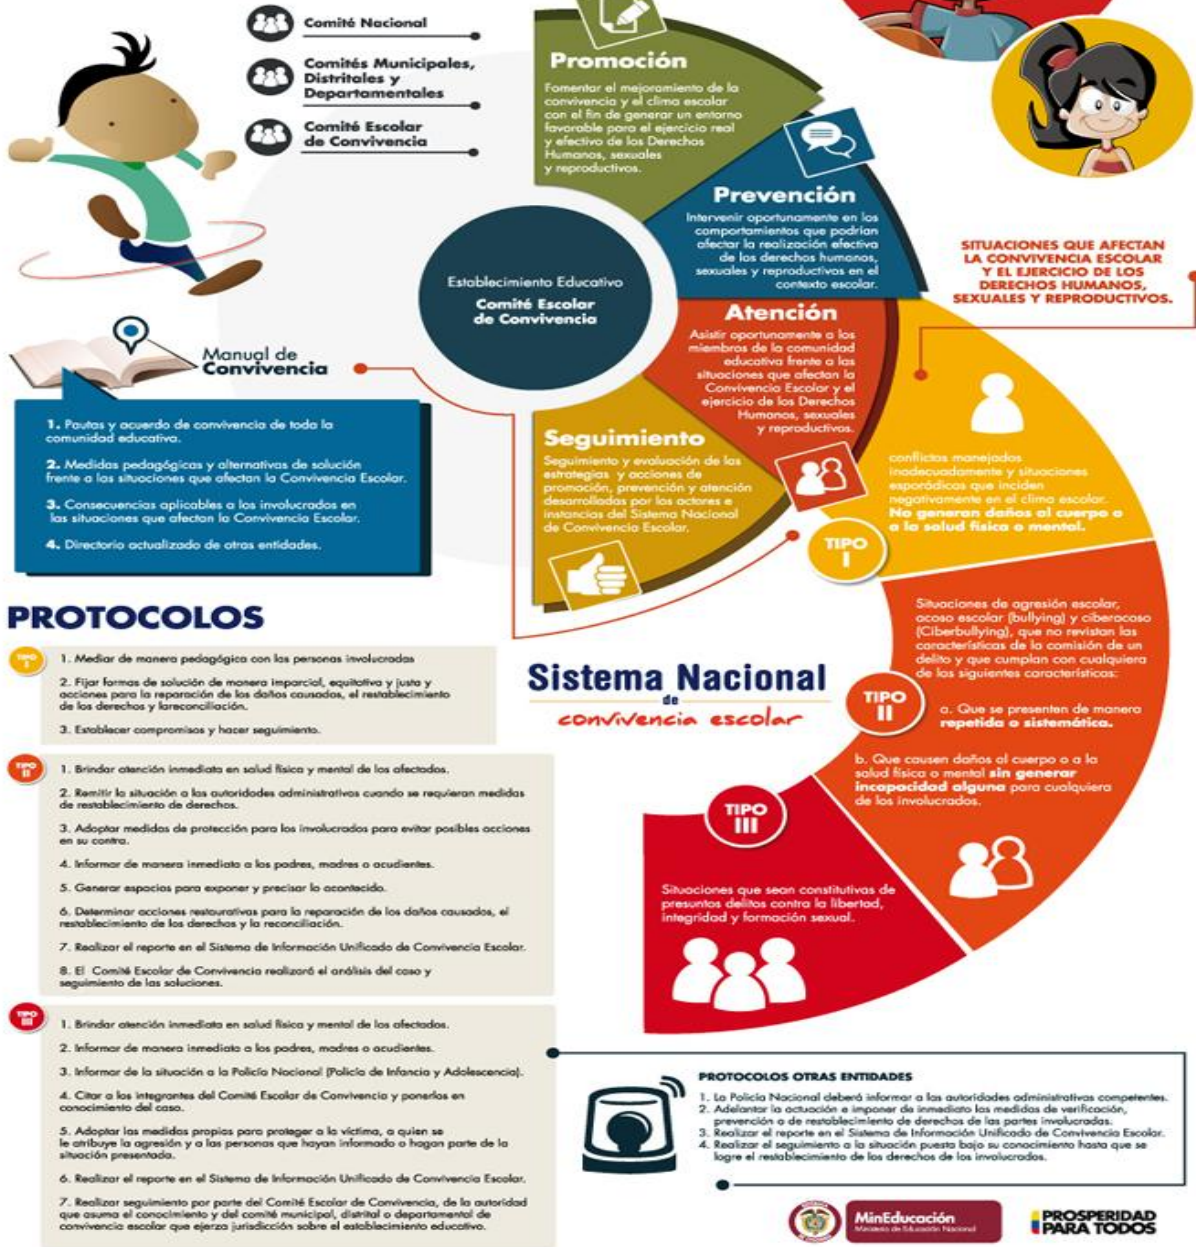 Comité Nacional
Comités Municipales,
Distritales y
Departamentales
Comité Escolar
de Convivencia
Promoción
Fomentar el mejoramiento de la
convivencia y el clima escolar
con el fin de generar un entorno
favorable para el ejercicio real
y efectivo de los Derechos
Humanos, sexuales
y reproductivos.
Prevención
Intervenir oportunamente en los
comportamientos que podrían
afectar la realización efectiva
de los derechos humanos,
sexuales y reproductivos en el
contexto escolar.
SITUACIONES QUE AFECTAN
LA CONVIVENCIA ESCOLAR
Y EL EJERCICIO DE LOS
DERECHOS HUMANOS,
SEXUALES Y REPRODUCTIVOS.
Establecimiento Educativo
Comité Escolar
de Convivencia
Atención
Asistir oportunamente a los
miembros de la comunidad
educativa frente a las
situaciones que afectan la
Convivencia Escolar y el
ejercicio de los Derechos
Humanos, sexuales
y reproductivos.
Manual de
Convivencia
1. Pautas y acuerdo de convivencia de toda la
comunidad educativa.
2. Medidas pedagógicas y alternativas de solución
frente a las situaciones que afectan la Convivencia Escolar.
3. Consecuencias aplicables a los involucrados en
las situaciones que afectan la Convivencia Escolar.
4. Directorio actualizado de otras entidades.
Seguimiento
Seguimiento y evaluación de las
estrategias y acciones de
promoción, prevención y atención
desarrolladas por los actores e
instancias del Sistema Nacional
de Convivencia Escolar.
conflictos manejados
inadecuadamente y situaciones
esporádicas que inciden
negativamente en el clima escolar.
No generan daños al cuerpo o
a la salud física o mental.
TIPO
I
Situaciones de agresión escolar,
acoso escolar (bullying) y ciberacoso
(Ciberbullying), que no revistan las
características de la comisión de un
delito y que cumplan con cualquiera
de las siguientes características:
TIPO
II
a. Que se presenten de manera
repetida o sistemática.
b. Que causen daños al cuerpo o a la
salud física o mental sin generar
incapacidad alguna para cualquiera
de los involucrados.
TIPO
III
Situaciones que sean constitutivas de
presuntos delitos contra la libertad,
integridad y formación sexual.
Sistema Nacional
de
convivencia escolar
PROTOCOLOS
TIPO
I
1. Mediar de manera pedagógica con las personas involucradas
2. Fijar formas de solución de manera imparcial, equitativa y justa y
acciones para la reparación de los daños causados, el restablecimiento
de los derechos y lareconciliación.
3. Establecer compromisos y hacer seguimiento.
TIPO
II
1. Brindar atención inmediata en salud física y mental de los afectados.
2. Remitir la situación a las autoridades administrativas cuando se requieran medidas
de restablecimiento de derechos.
3. Adoptar medidas de protección para los involucrados para evitar posibles acciones
en su contra.
4. Informar de manera inmediata a los padres, madres o acudientes.
5. Generar espacios para exponer y precisar lo acontecido.
6. Determinar acciones restaurativas para la reparación de los daños causados, el
restablecimiento de los derechos y la reconciliación.
7. Realizar el reporte en el Sistema de Información Unificado de Convivencia Escolar.
8. El Comité Escolar de Convivencia realizará el análisis del caso y
seguimiento de las soluciones.
TIPO
III
1. Brindar atención inmediata en salud física y mental de los afectados.
2. Informar de manera inmediata a los padres, madres o acudientes.
3. Informar de la situación a la Policía Nacional (Policía de Infancia y Adolescencia).
4. Citar a los integrantes del Comité Escolar de Convivencia y ponerlos en
conocimiento del caso.
5. Adoptar las medidas propias para proteger a la víctima, a quien se
le atribuye la agresión y a las personas que hayan informado o hagan parte de la
situación presentada.
6. Realizar el reporte en el Sistema de Información Unificado de Convivencia Escolar.
7. Realizar seguimiento por parte del Comité Escolar de Convivencia, de la autoridad
que asuma el conocimiento y del comité municipal, distrital o departamental de
convivencia escolar que ejerza jurisdicción sobre el establecimiento educativo.
PROTOCOLOS OTRAS ENTIDADES
1. La Policía Nacional deberá informar a las autoridades administrativas competentes.
2. Adelantar la actuación e imponer de inmediato las medidas de verificación,
prevención o de restablecimiento de derechos de las partes involucradas.
3. Realizar el reporte en el Sistema de Información Unificado de Convivencia Escolar.
4. Realizar el seguimiento a la situación puesta bajo su conocimiento hasta que se
logre el restablecimiento de los derechos de los involucrados.
MinEducación
Ministerio de Educación Nacional
PROSPERIDAD
PARA TODOS